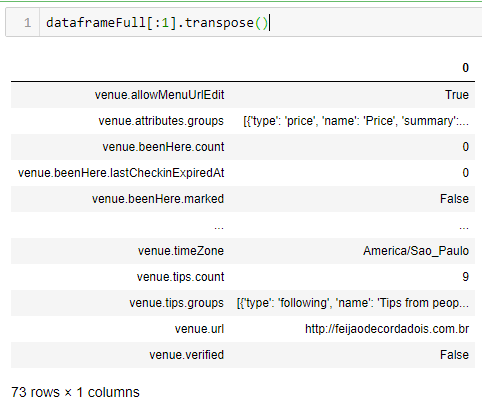 1 dataframeFull[:1].transpose()
0
venue.allowMenuUrlEdit True
venue.attributes.groups [{'type': 'price', 'name': 'Price', 'summary':...
venue.beenHere.count 0
venue.beenHere.lastCheckinExpiredAt 0
venue.beenHere.marked False
... ...
venue.timeZone America/Sao_Paulo
venue.tips.count 9
venue.tips.groups [{'type': 'following', 'name': 'Tips from peop...
venue.url http://feijaodecordadois.com.br
venue.verified False
73 rows × 1 columns